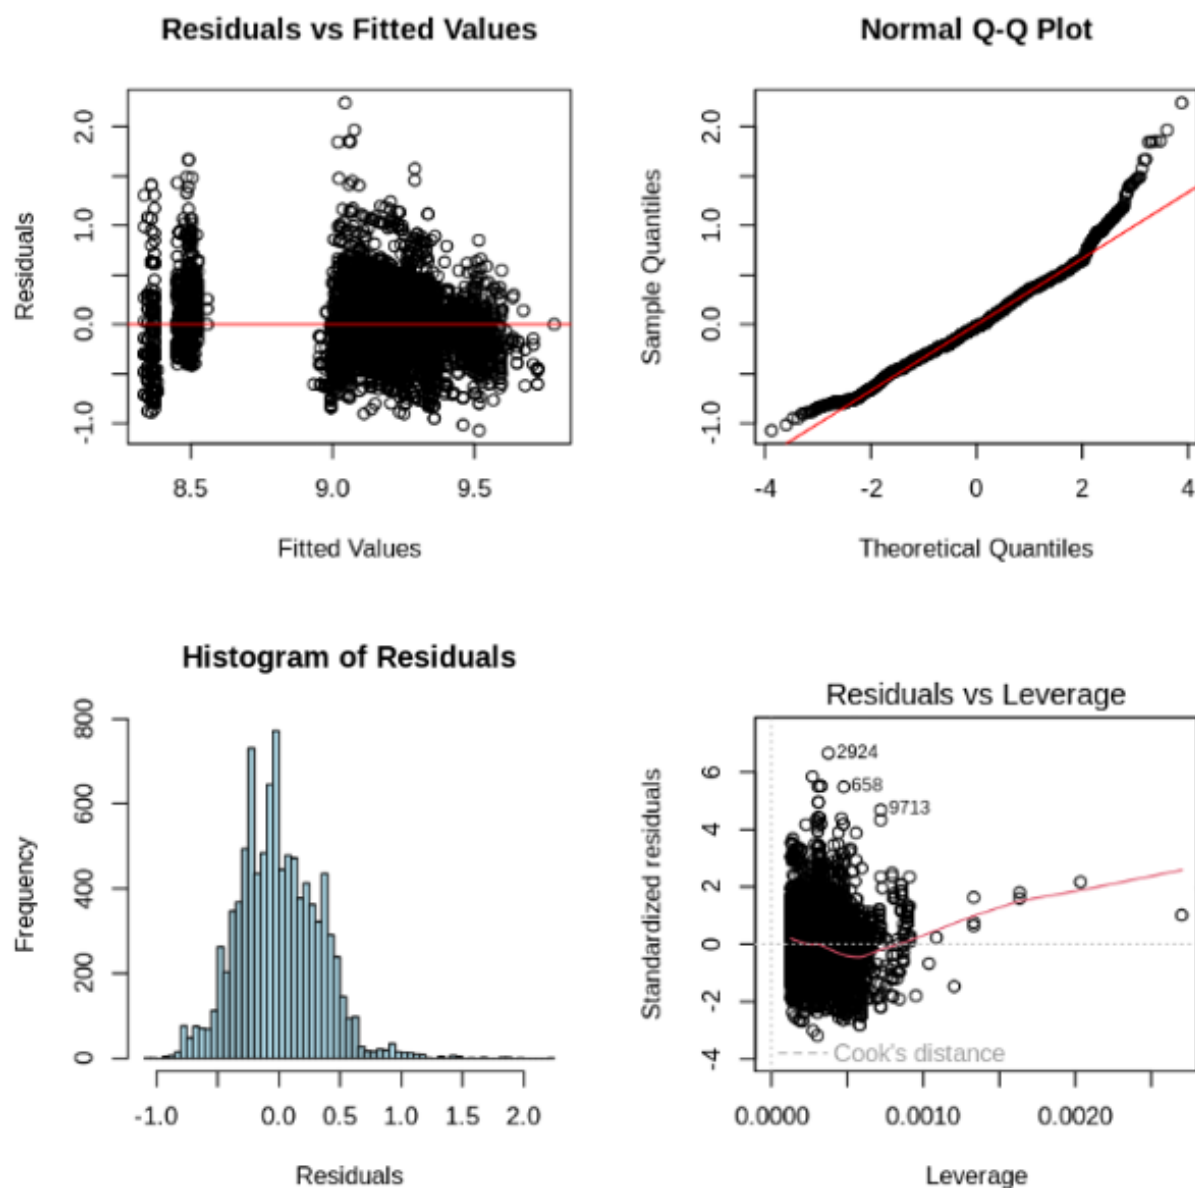 Residuals vs Fitted Values
2.0
1.0
0.0
-1.0
Residuals
8.5 9.0 9.5
Fitted Values
Normal Q-Q Plot
2.0
1.0
0.0
-1.0
Sample Quantiles
-4 -2 0 2 4
Theoretical Quantiles
Histogram of Residuals
800
600
400
200
0
Frequency
-1.0 0.0 0.5 1.0 1.5 2.0
Residuals
Residuals vs Leverage
6
4
2
0
-2
-4
Standardized residuals
2924
658
9713
Cook's distance
0.0000 0.0010 0.0020
Leverage